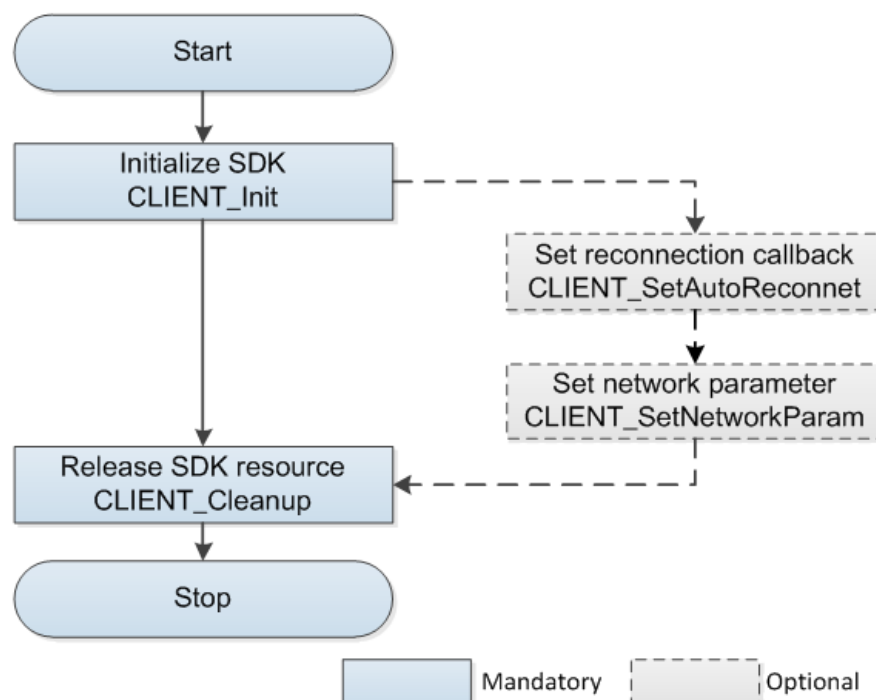 Start
Initialize SDK
CLIENT_Init
Set reconnection callback
CLIENT_SetAutoReconnet
Set network parameter
CLIENT_SetNetworkParam
Release SDK resource
CLIENT_Cleanup
Stop
Mandatory
Optional